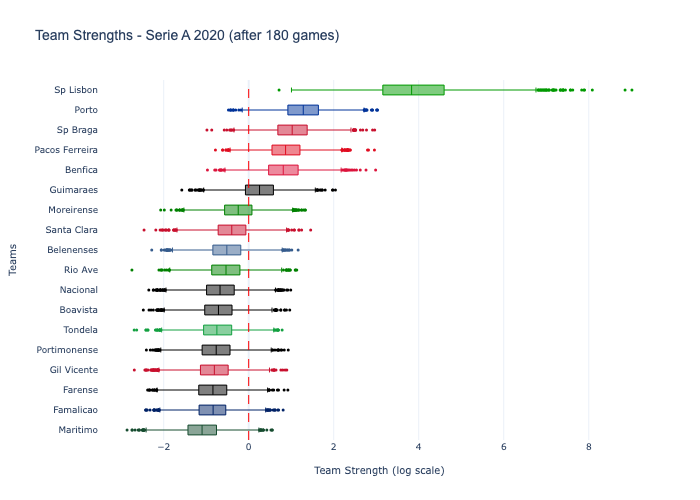 Team Strengths - Serie A 2020 (after 180 games)
Sp Lisbon
Porto
Sp Braga
Pacos Ferreira
Benfica
Guimaraes
Moreirense
Santa Clara
Belenenses
Rio Ave
Nacional
Boavista
Tondela
Portimonense
Gil Vicente
Farense
Famalicao
Maritimo
Teams
−2 0 2 4 6 8
Team Strength (log scale)